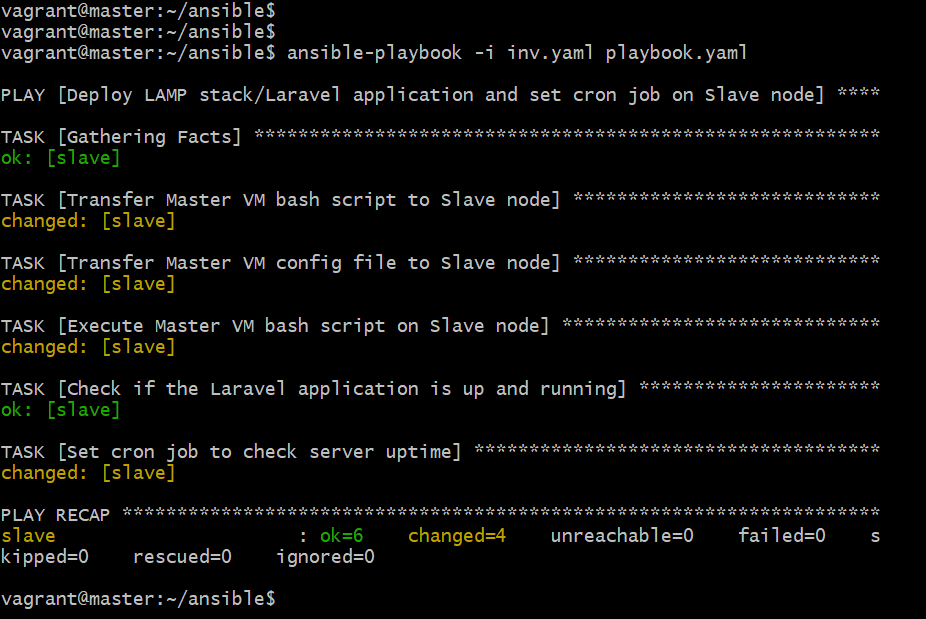 vagrant@master:~/ansible$
vagrant@master:~/ansible$
vagrant@master:~/ansible$ ansible-playbook -i inv.yaml playbook.yaml
PLAY [Deploy LAMP stack/Laravel application and set cron job on Slave node] ****
TASK [Gathering Facts] *********************************************************
ok: [slave]
TASK [Transfer Master VM bash script to Slave node] ****************************
changed: [slave]
TASK [Transfer Master VM config file to Slave node] ****************************
changed: [slave]
TASK [Execute Master VM bash script on Slave node] *****************************
changed: [slave]
TASK [Check if the Laravel application is up and running] **********************
ok: [slave]
TASK [Set cron job to check server uptime] *************************************
changed: [slave]
PLAY RECAP *********************************************************************
slave                      : ok=6    changed=4    unreachable=0    failed=0    s
kipped=0    rescued=0    ignored=0
vagrant@master:~/ansible$